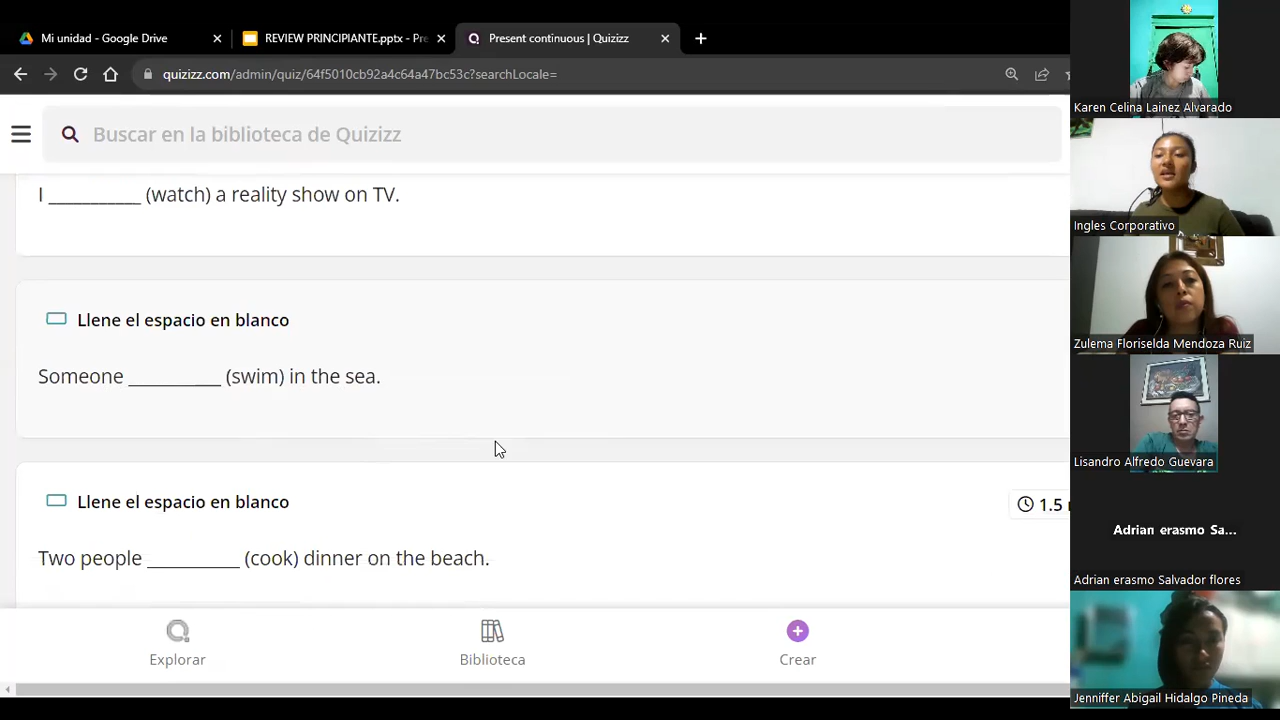 Mi unidad - Google Drive
REVIEW PRINCIPIANTE.pptx - Pre
Present continuous | Quizizz
quizizz.com/admin/quiz/64f5010cb92a4c64a47bc53c?searchLocale=
Buscar en la biblioteca de Quizizz
I __________ (watch) a reality show on TV.
Llene el espacio en blanco
Someone __________ (swim) in the sea.
Llene el espacio en blanco
1.5
Two people __________ (cook) dinner on the beach.
Explorar
Biblioteca
Crear
Karen Celina Lainez Alvarado
Ingles Corporativo
Zulema Floriselda Mendoza Ruiz
Lisandro Alfredo Guevara
Adrian erasmo Sa...
Adrian erasmo Salvador flores
Jenniffer Abigail Hidalgo Pineda